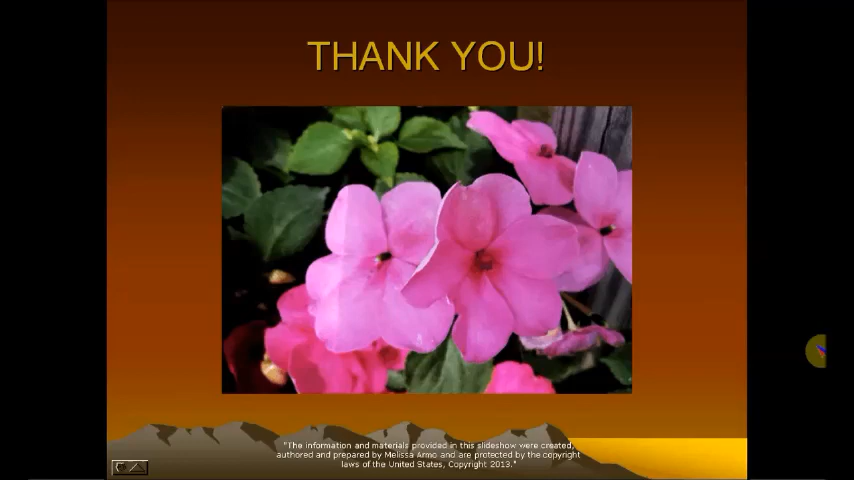 THANK YOU!
"The information and materials provided in this slideshow were created,
authored and prepared by Melissa Armo and are protected by the copyright
laws of the United States, Copyright 2013."